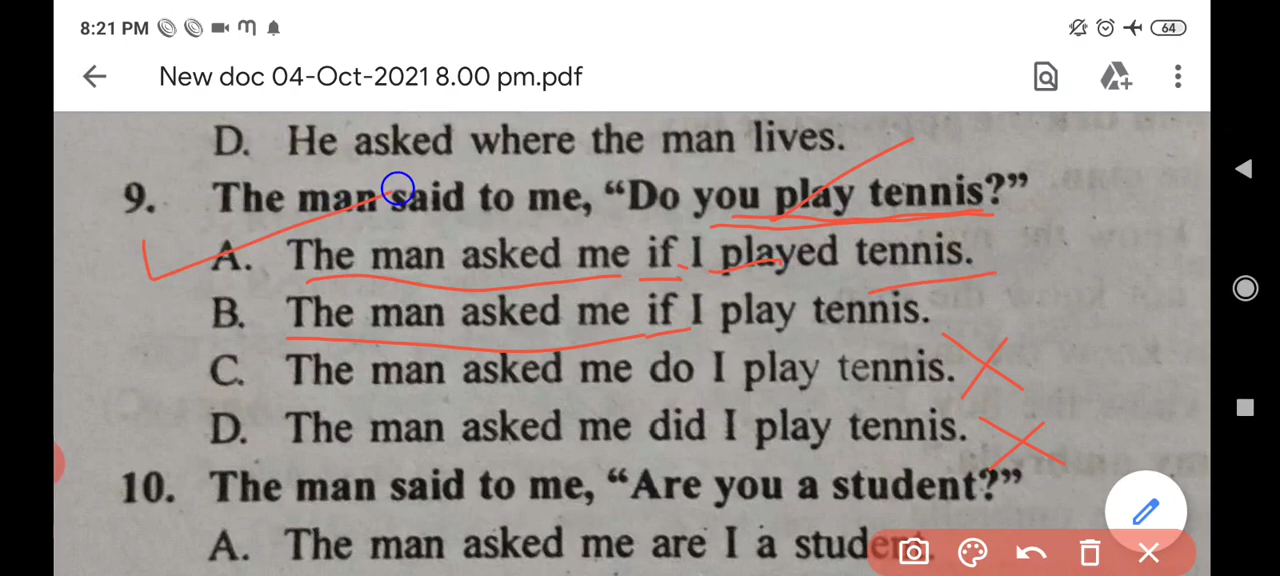 8:21 PM
64
New doc 04-Oct-2021 8.00 pm.pdf
D. He asked where the man lives.
9. The man said to me, “Do you play tennis?”
A. The man asked me if I played tennis.
B. The man asked me if I play tennis.
C. The man asked me do I play tennis.
D. The man asked me did I play tennis.
10. The man said to me, “Are you a student?”
A. The man asked me are I a student.